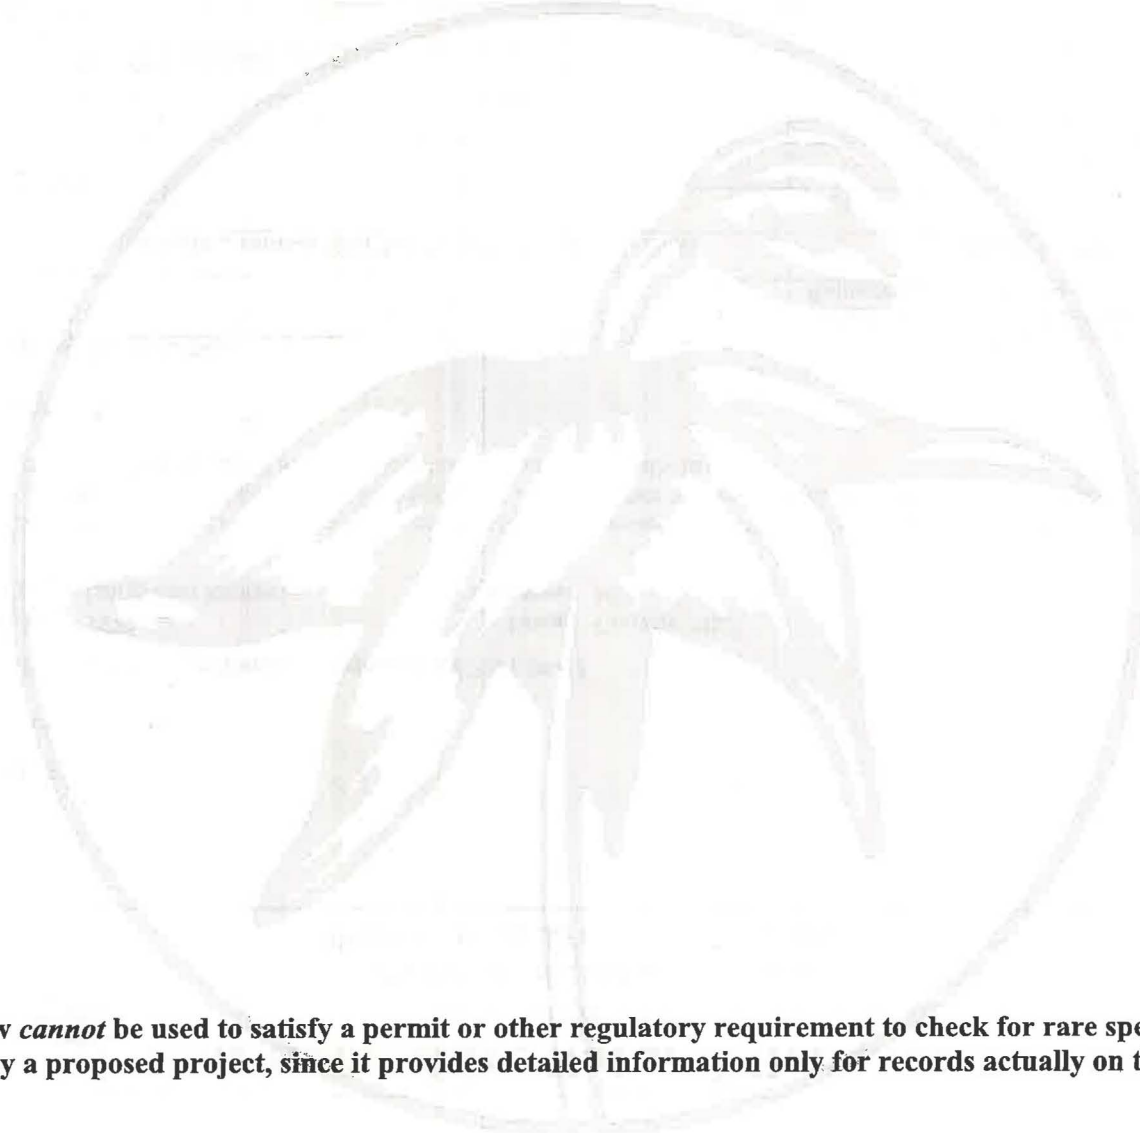 cannot be used to satisfy a permit or other regulatory requirement to check for rare
a proposed project, since it provides detailed information only for records actually on